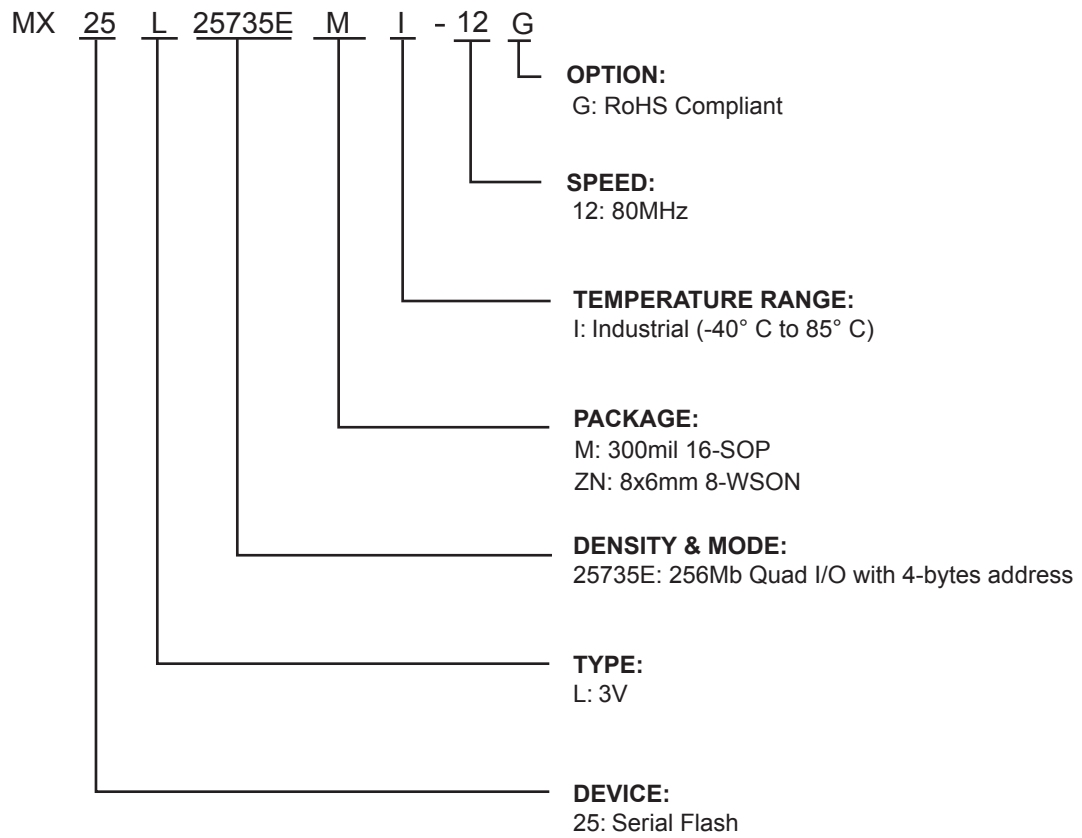 MX 25 L 25735E M I - 12 G
OPTION:
G: RoHS Compliant
SPEED:
12: 80MHz
TEMPERATURE RANGE:
I: Industrial (-40° C to 85° C)
PACKAGE:
M: 300mil 16-SOP
ZN: 8x6mm 8-WSON
DENSITY & MODE:
25735E: 256Mb Quad I/O with 4-bytes address
TYPE:
L: 3V
DEVICE:
25: Serial Flash